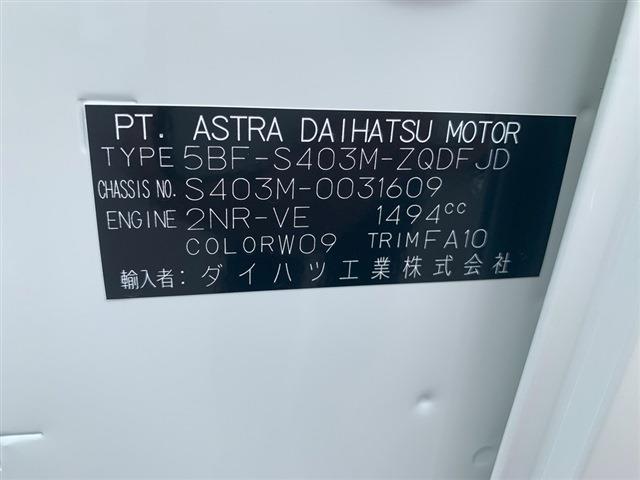 PT. ASTRA DAIHATSU MOTOR
TYPE 5BF-S403M-ZQDFJD
CHASSIS NO. S403M-0031609
ENGINE 2NR-VE 1494cc
COLOR W09 TRIM FA10
輸入者: ダイハツ工業株式会社